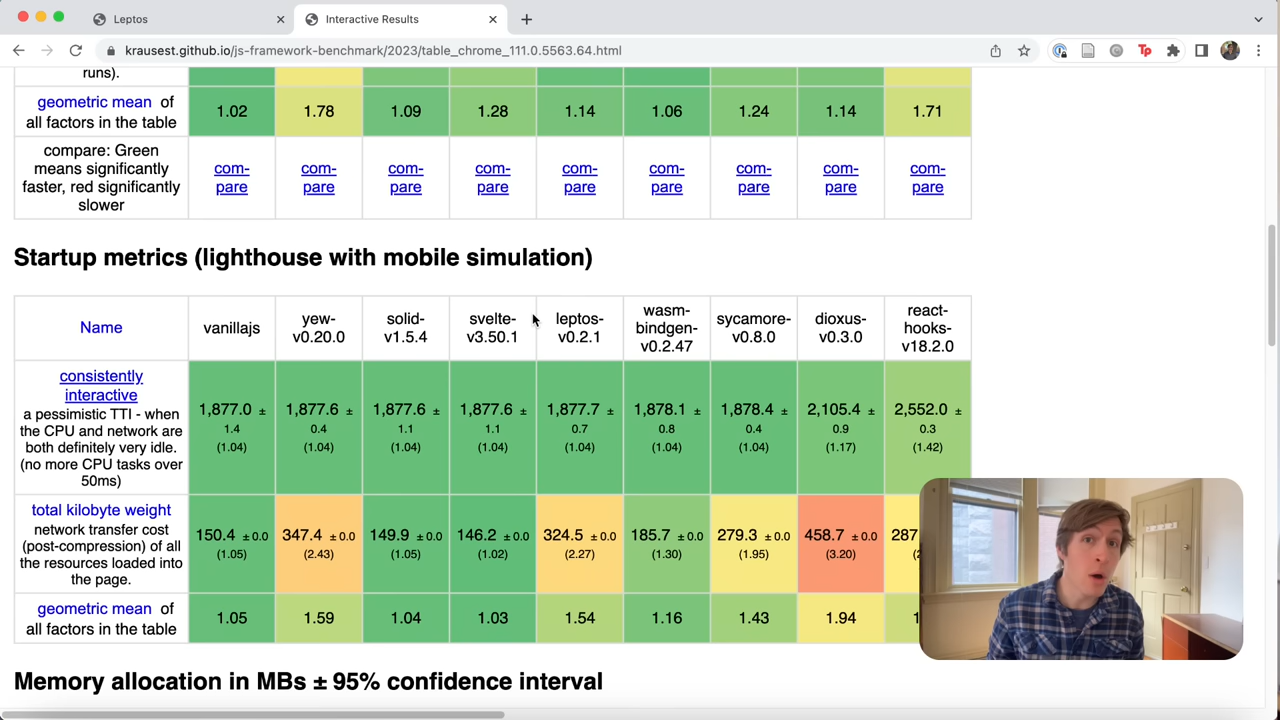 Leptos
Interactive Results
krausest.github.io/js-framework-benchmark/2023/table_chrome_111.0.5563.64.html
Tp
runs).
geometric mean of
all factors in the table
1.02 1.78 1.09 1.28 1.14 1.06 1.24 1.14 1.71
compare: Green
means significantly
faster, red significantly
slower
com-
pare
com-
pare
com-
pare
com-
pare
com-
pare
com-
pare
com-
pare
com-
pare
com-
pare
Startup metrics (lighthouse with mobile simulation)
Name
vanillajs
yew-
v0.20.0
solid-
v1.5.4
svelte-
v3.50.1
leptos-
v0.2.1
wasm-
bindgen-
v0.2.47
sycamore-
v0.8.0
dioxus-
v0.3.0
react-
hooks-
v18.2.0
consistently
interactive
a pessimistic TTI - when
the CPU and network are
both definitely very idle.
(no more CPU tasks over
50ms)
1,877.0 ±
1.4
(1.04)
1,877.6 ±
0.4
(1.04)
1,877.6 ±
1.1
(1.04)
1,877.6 ±
1.1
(1.04)
1,877.7 ±
0.7
(1.04)
1,878.1 ±
0.8
(1.04)
1,878.4 ±
0.4
(1.04)
2,105.4 ±
0.9
(1.17)
2,552.0 ±
0.3
(1.42)
total kilobyte weight
network transfer cost
(post-compression) of all
the resources loaded into
the page.
150.4 ±0.0
(1.05)
347.4 ±0.0
(2.43)
149.9 ±0.0
(1.05)
146.2 ±0.0
(1.02)
324.5 ±0.0
(2.27)
185.7 ±0.0
(1.30)
279.3 ±0.0
(1.95)
458.7 ±0.0
(3.20)
287
(2
geometric mean of
all factors in the table
1.05 1.59 1.04 1.03 1.54 1.16 1.43 1.94 1
Memory allocation in MBs ± 95% confidence interval